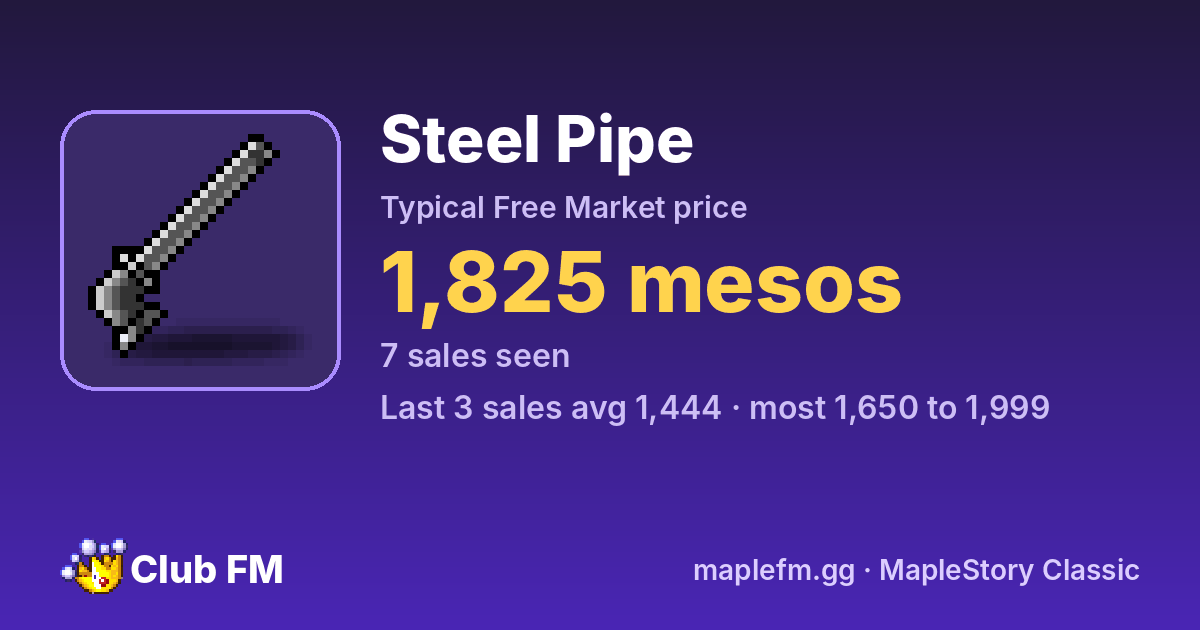 Steel Pipe
Typical Free Market price
1,825 mesos
7 sales seen
Last 3 sales avg 1,444 · most 1,650 to 1,999
Club FM
maplefm.gg · MapleStory Classic